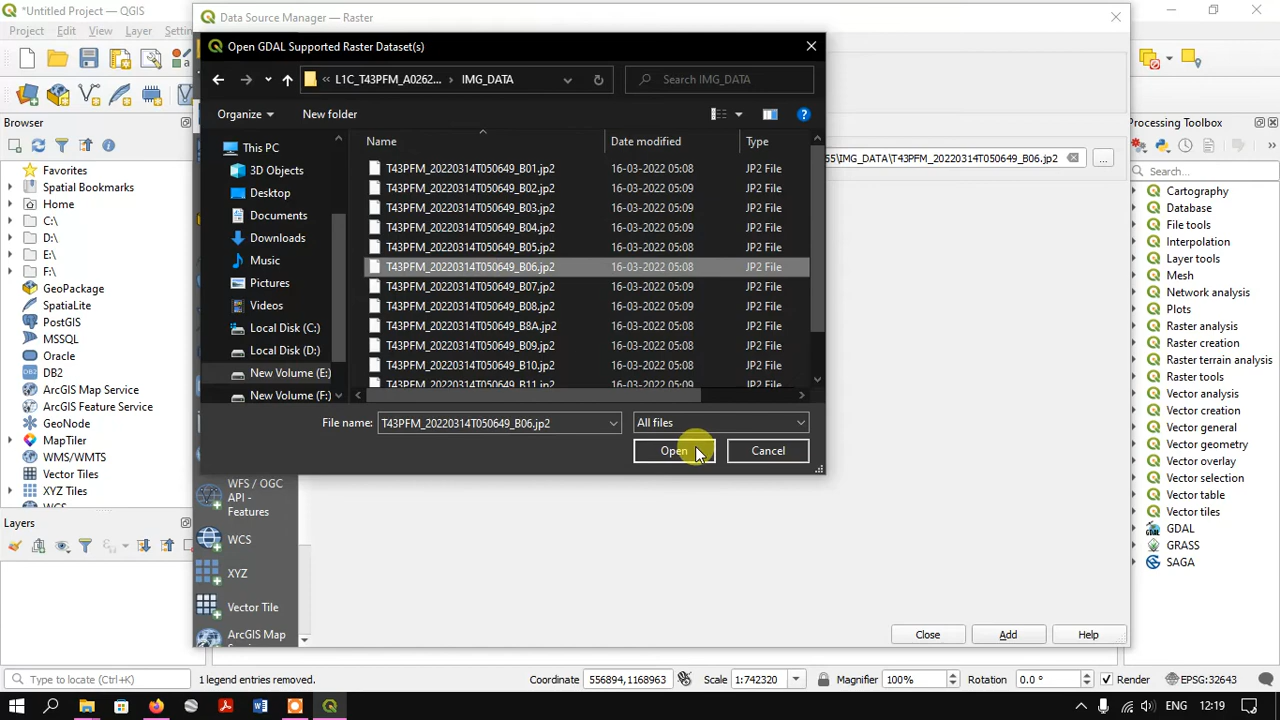 *Untitled Project — QGIS
Data Source Manager — Raster
Project Edit View Layer
Open GDAL Supported Raster Dataset(s)
« L1C_T43PFM_A0262... › IMG_DATA
Search IMG_DATA
Organize
New folder
Name Date modified Type
T43PFM_20220314T050649_B01.jp2 16-03-2022 05:08 JP2 File
T43PFM_20220314T050649_B02.jp2 16-03-2022 05:08 JP2 File
T43PFM_20220314T050649_B03.jp2 16-03-2022 05:08 JP2 File
T43PFM_20220314T050649_B04.jp2 16-03-2022 05:08 JP2 File
T43PFM_20220314T050649_B05.jp2 16-03-2022 05:09 JP2 File
T43PFM_20220314T050649_B06.jp2 16-03-2022 05:08 JP2 File
T43PFM_20220314T050649_B07.jp2 16-03-2022 05:09 JP2 File
T43PFM_20220314T050649_B08.jp2 16-03-2022 05:09 JP2 File
T43PFM_20220314T050649_B8A.jp2 16-03-2022 05:08 JP2 File
T43PFM_20220314T050649_B09.jp2 16-03-2022 05:08 JP2 File
T43PFM_20220314T050649_B10.jp2 16-03-2022 05:08 JP2 File
T43PFM_20220314T050649_B11.jp2 16-03-2022 05:09 JP2 File
This PC
3D Objects
Desktop
Documents
Downloads
Music
Pictures
Videos
Local Disk (C:)
Local Disk (D:)
New Volume (E:)
New Volume (F:)
File name: T43PFM_20220314T050649_B06.jp2
All files
Open
Cancel
55\IMG_DATA\T43PFM_20220314T050649_B06.jp2
...
Browser
Favorites
Spatial Bookmarks
Home
C:\
D:\
E:\
F:\
GeoPackage
SpatiaLite
PostGIS
MSSQL
Oracle
DB2
ArcGIS Map Service
ArcGIS Feature Service
GeoNode
MapTiler
WMS/WMTS
Vector Tiles
XYZ Tiles
WCS
Layers
WFS / OGC
API -
Features
WCS
XYZ
Vector Tile
ArcGIS Map
Close
Add
Help
Processing Toolbox
Search...
Cartography
Database
File tools
Interpolation
Layer tools
Mesh
Network analysis
Plots
Raster analysis
Raster creation
Raster terrain analysis
Raster tools
Vector analysis
Vector creation
Vector general
Vector geometry
Vector overlay
Vector selection
Vector table
Vector tiles
GDAL
GRASS
SAGA
Type to locate (Ctrl+K)
1 legend entries removed.
Coordinate 556894,1168963
Scale 1:742320
Magnifier 100%
Rotation 0.0 °
Render
EPSG:32643
ENG 12:19